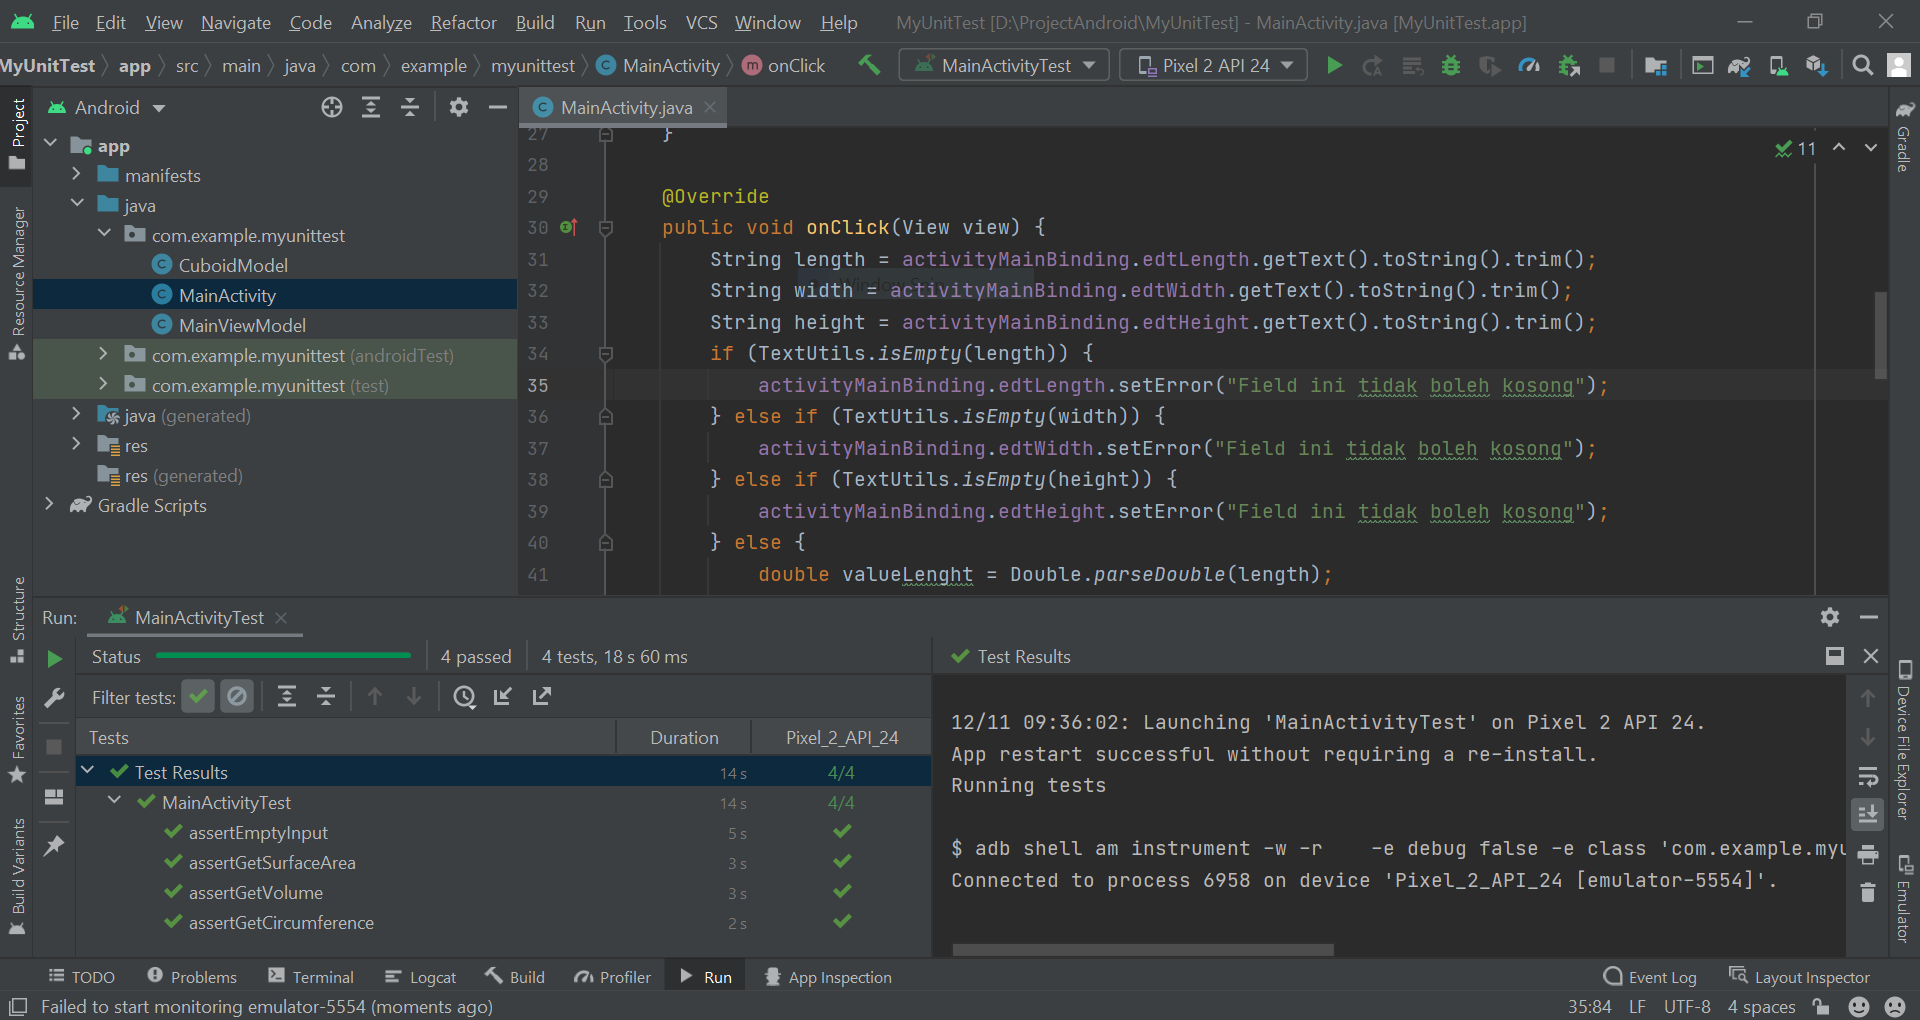 File Edit View Navigate Code Analyze Refactor Build Run Tools VCS Window Help MyUnitTest [D:\ProjectAndroid\MyUnitTest] - MainActivity.java [MyUnitTest.app]
MyUnitTest app src main java com example myunittest MainActivity onClick MainActivityTest Pixel 2 API 24
Project
Resource Manager
Structure
Favorites
Build Variants
Android
app
manifests
java
com.example.myunittest
CuboidModel
MainActivity
MainViewModel
com.example.myunittest (androidTest)
com.example.myunittest (test)
java (generated)
res
res (generated)
Gradle Scripts
MainActivity.java
11
27 }
28
29 @Override
30 public void onClick(View view) {
31 String length = activityMainBinding.edtLength.getText().toString().trim();
32 String width = activityMainBinding.edtWidth.getText().toString().trim();
33 String height = activityMainBinding.edtHeight.getText().toString().trim();
34 if (TextUtils.isEmpty(length)) {
35 activityMainBinding.edtLength.setError("Field ini tidak boleh kosong");
36 } else if (TextUtils.isEmpty(width)) {
37 activityMainBinding.edtWidth.setError("Field ini tidak boleh kosong");
38 } else if (TextUtils.isEmpty(height)) {
39 activityMainBinding.edtHeight.setError("Field ini tidak boleh kosong");
40 } else {
41 double valueLenght = Double.parseDouble(length);
Gradle
Device File Explorer
Emulator
Run: MainActivityTest
Status 4 passed 4 tests, 18 s 60 ms
Filter tests:
Tests Duration Pixel_2_API_24
Test Results 14 s 4/4
MainActivityTest 14 s 4/4
assertEmptyInput 5 s
assertGetSurfaceArea 3 s
assertGetVolume 3 s
assertGetCircumference 2 s
Test Results
12/11 09:36:02: Launching 'MainActivityTest' on Pixel 2 API 24.
App restart successful without requiring a re-install.
Running tests
$ adb shell am instrument -w -r    -e debug false -e class 'com.example.myu
Connected to process 6958 on device 'Pixel_2_API_24 [emulator-5554]'.
TODO Problems Terminal Logcat Build Profiler Run App Inspection Event Log Layout Inspector
Failed to start monitoring emulator-5554 (moments ago) 35:84 LF UTF-8 4 spaces